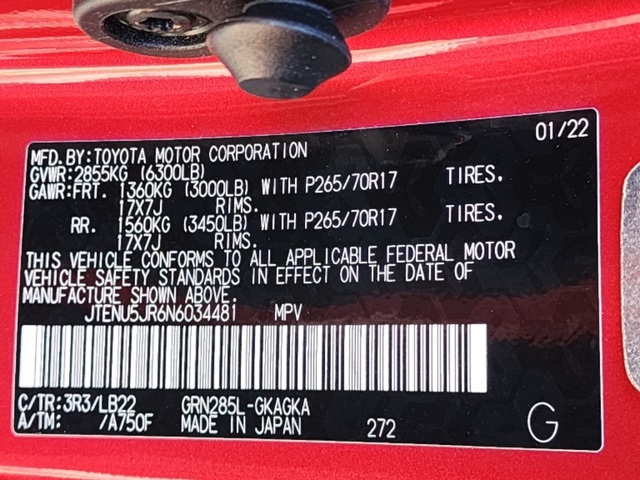 01/22
MFD.BY:TOYOTA MOTOR CORPORATION
GVWR:2855KG (6300LB)
GAWR:FRT. 1360KG (3000LB) WITH P265/70R17 TIRES,
17X7J RIMS.
RR. 1560KG (3450LB) WITH P265/70R17 TIRES,
17X7J RIMS.
THIS VEHICLE CONFORMS TO ALL APPLICABLE FEDERAL MOTOR
VEHICLE SAFETY STANDARDS IN EFFECT ON THE DATE OF
MANUFACTURE SHOWN ABOVE.
JTENU5JR6N6034481 MPV
C/TR:3R3/LB22 GRN285L-GKAGKA
A/TM: /A750F MADE IN JAPAN 272 G